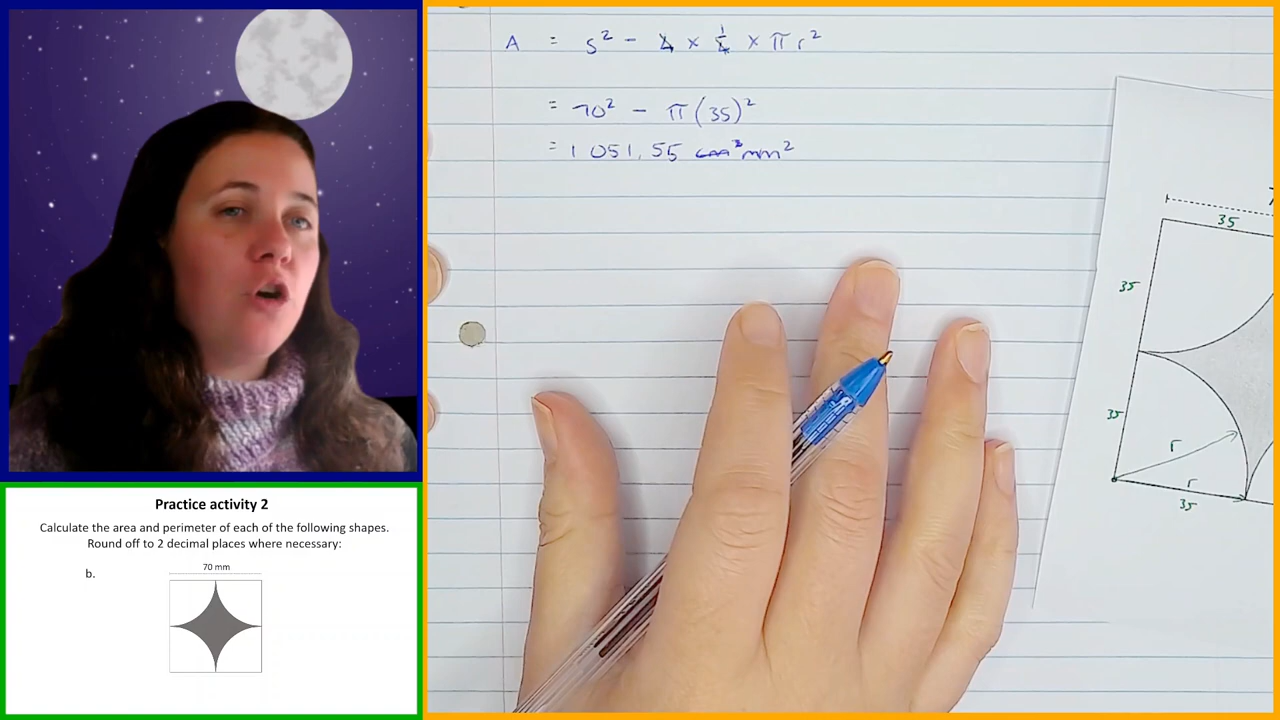 A = s² - 4 × 1/4 × π r²
= 70² - π(35)²
= 1 051,55 mm²
35
35
35
r
r
35
Practice activity 2
Calculate the area and perimeter of each of the following shapes.
Round off to 2 decimal places where necessary:
b.
70 mm